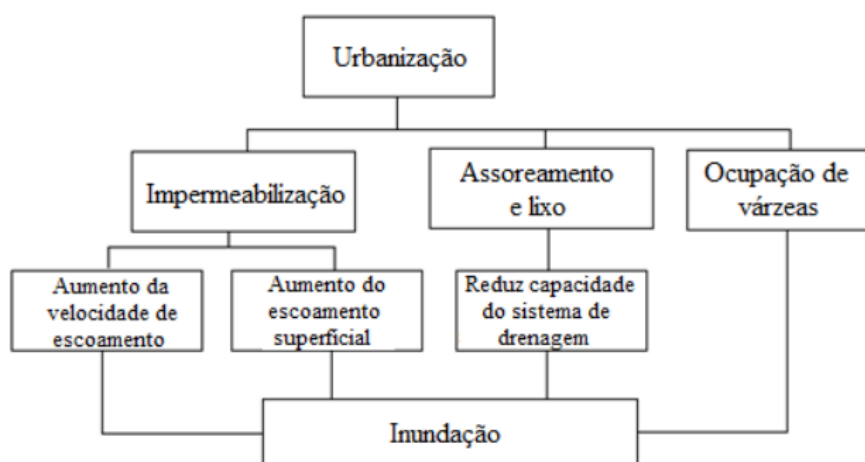 Urbanização
Impermeabilização
Assoreamento
e lixo
Ocupação de
várzeas
Aumento da
velocidade de
escoamento
Aumento do
escoamento
superfícial
Reduz capacidade
do sistema de
drenagem
Inundação